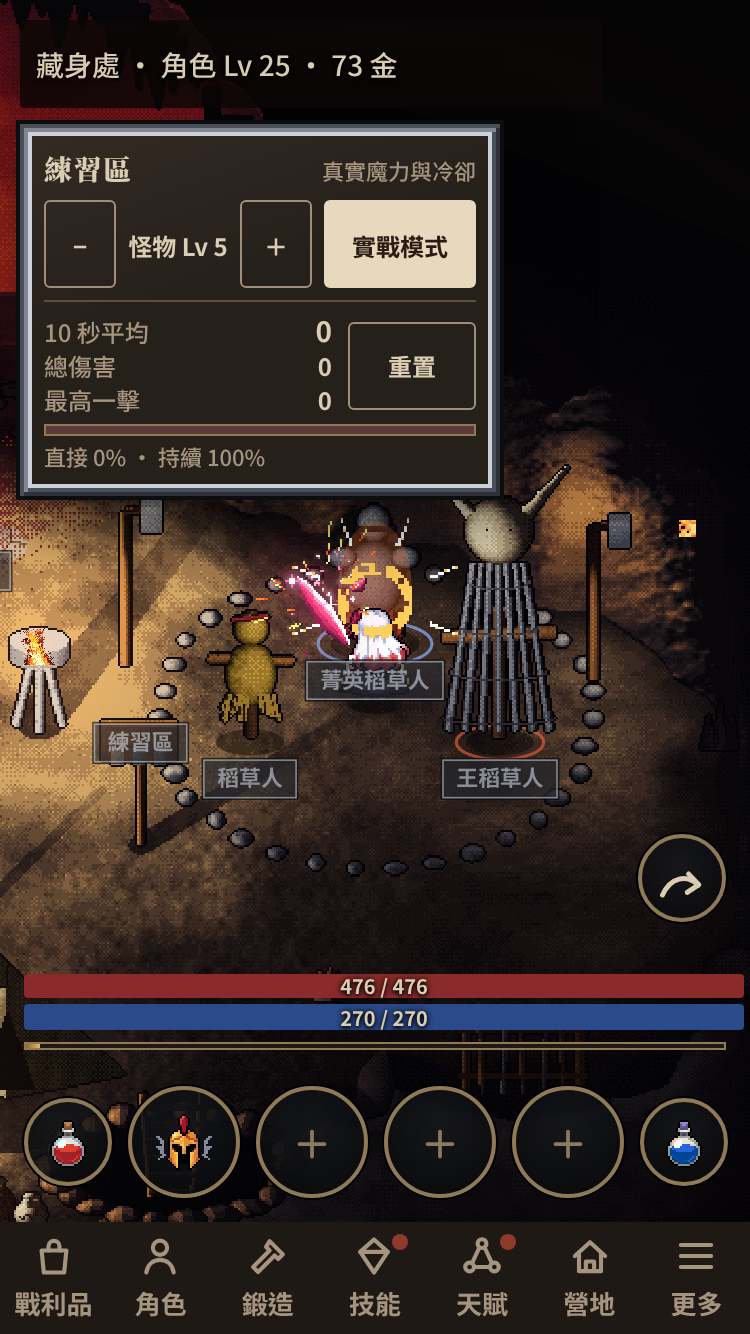 藏身處 • 角色 Lv 25 • 73 金
練習區
真實魔力與冷卻
− 怪物 Lv 5 + 實戰模式
10 秒平均 0
總傷害 0
最高一擊 0
重置
直接 0% • 持續 100%
菁英稻草人
練習區
稻草人
王稻草人
476 / 476
270 / 270
戰利品 角色 鍛造 技能 天賦 營地 更多